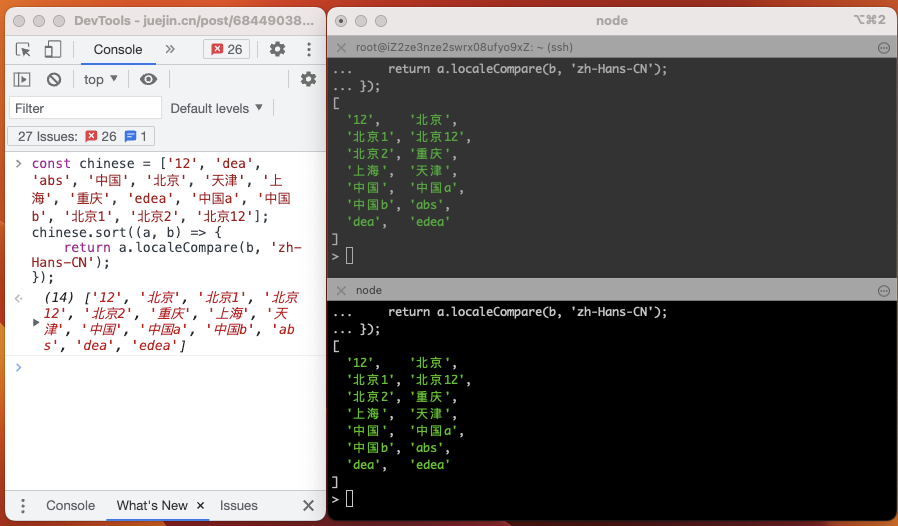 DevTools - juejin.cn/post/68449038...
Console
26
top
Filter
Default levels
27 Issues: 26 1
> const chinese = ['12', 'dea',
'abs', '中国', '北京', '天津', '上
海', '重庆', 'edea', '中国a', '中国
b', '北京1', '北京2', '北京12'];
chinese.sort((a, b) => {
return a.localeCompare(b, 'zh-
Hans-CN');
});
(14) ['12', '北京', '北京1', '北京
12', '北京2', '重庆', '上海', '天
津', '中国', '中国a', '中国b', 'ab
s', 'dea', 'edea']
>
Console What's New × Issues ×
node
⌥⌘2
× root@iZ2ze3nze2swrx08ufyo9xZ: ~ (ssh)
... return a.localeCompare(b, 'zh-Hans-CN');
... });
[
'12', '北京',
'北京1', '北京12',
'北京2', '重庆',
'上海', '天津',
'中国', '中国a',
'中国b', 'abs',
'dea', 'edea'
]
>
× node
... return a.localeCompare(b, 'zh-Hans-CN');
... });
[
'12', '北京',
'北京1', '北京12',
'北京2', '重庆',
'上海', '天津',
'中国', '中国a',
'中国b', 'abs',
'dea', 'edea'
]
>